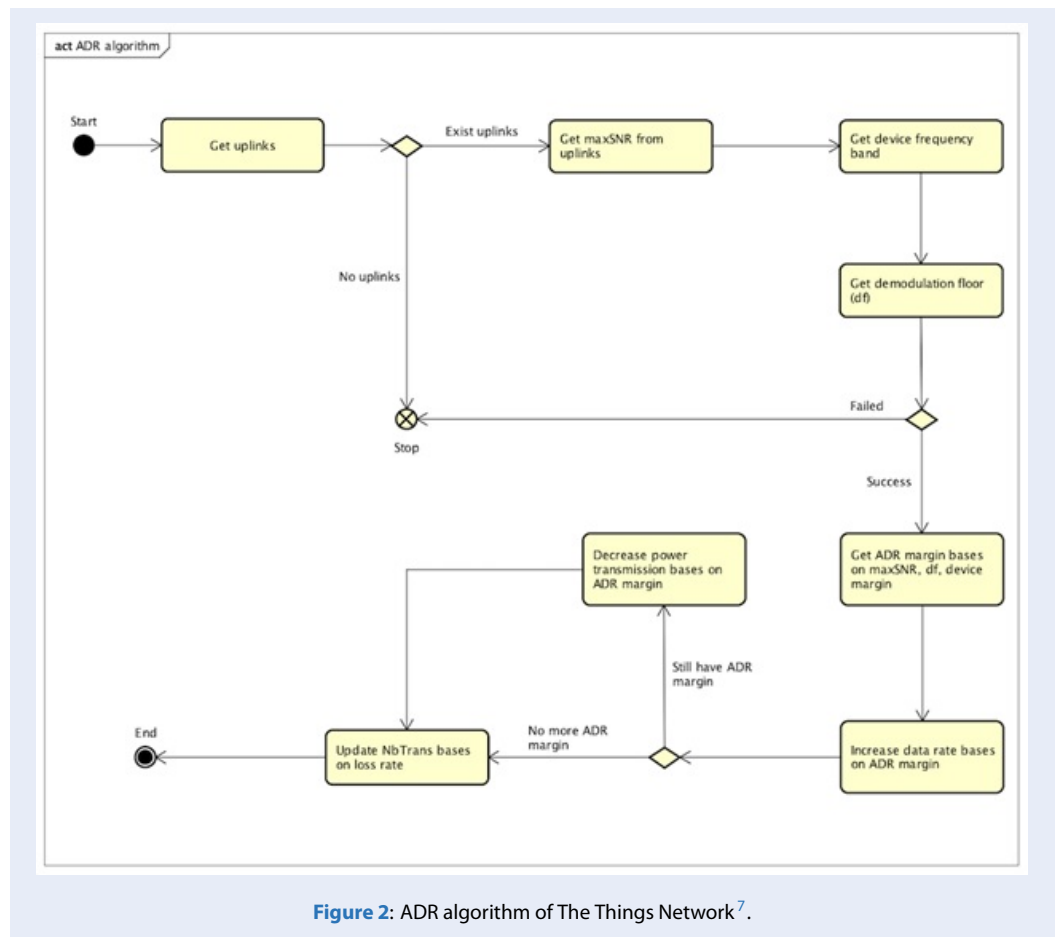 act ADR algorithm
Start
Get uplinks
Exist uplinks
Get maxSNR from
uplinks
Get device frequency
band
No uplinks
Get demodulation floor
(df)
Failed
Stop
Success
Decrease power
transmission bases on
ADR margin
Get ADR margin bases
on maxSNR, df, device
margin
Still have ADR
margin
End
No more ADR
margin
Update NbTrans bases
on loss rate
Increase data rate bases
on ADR margin
Figure 2: ADR algorithm of The Things Network 7.